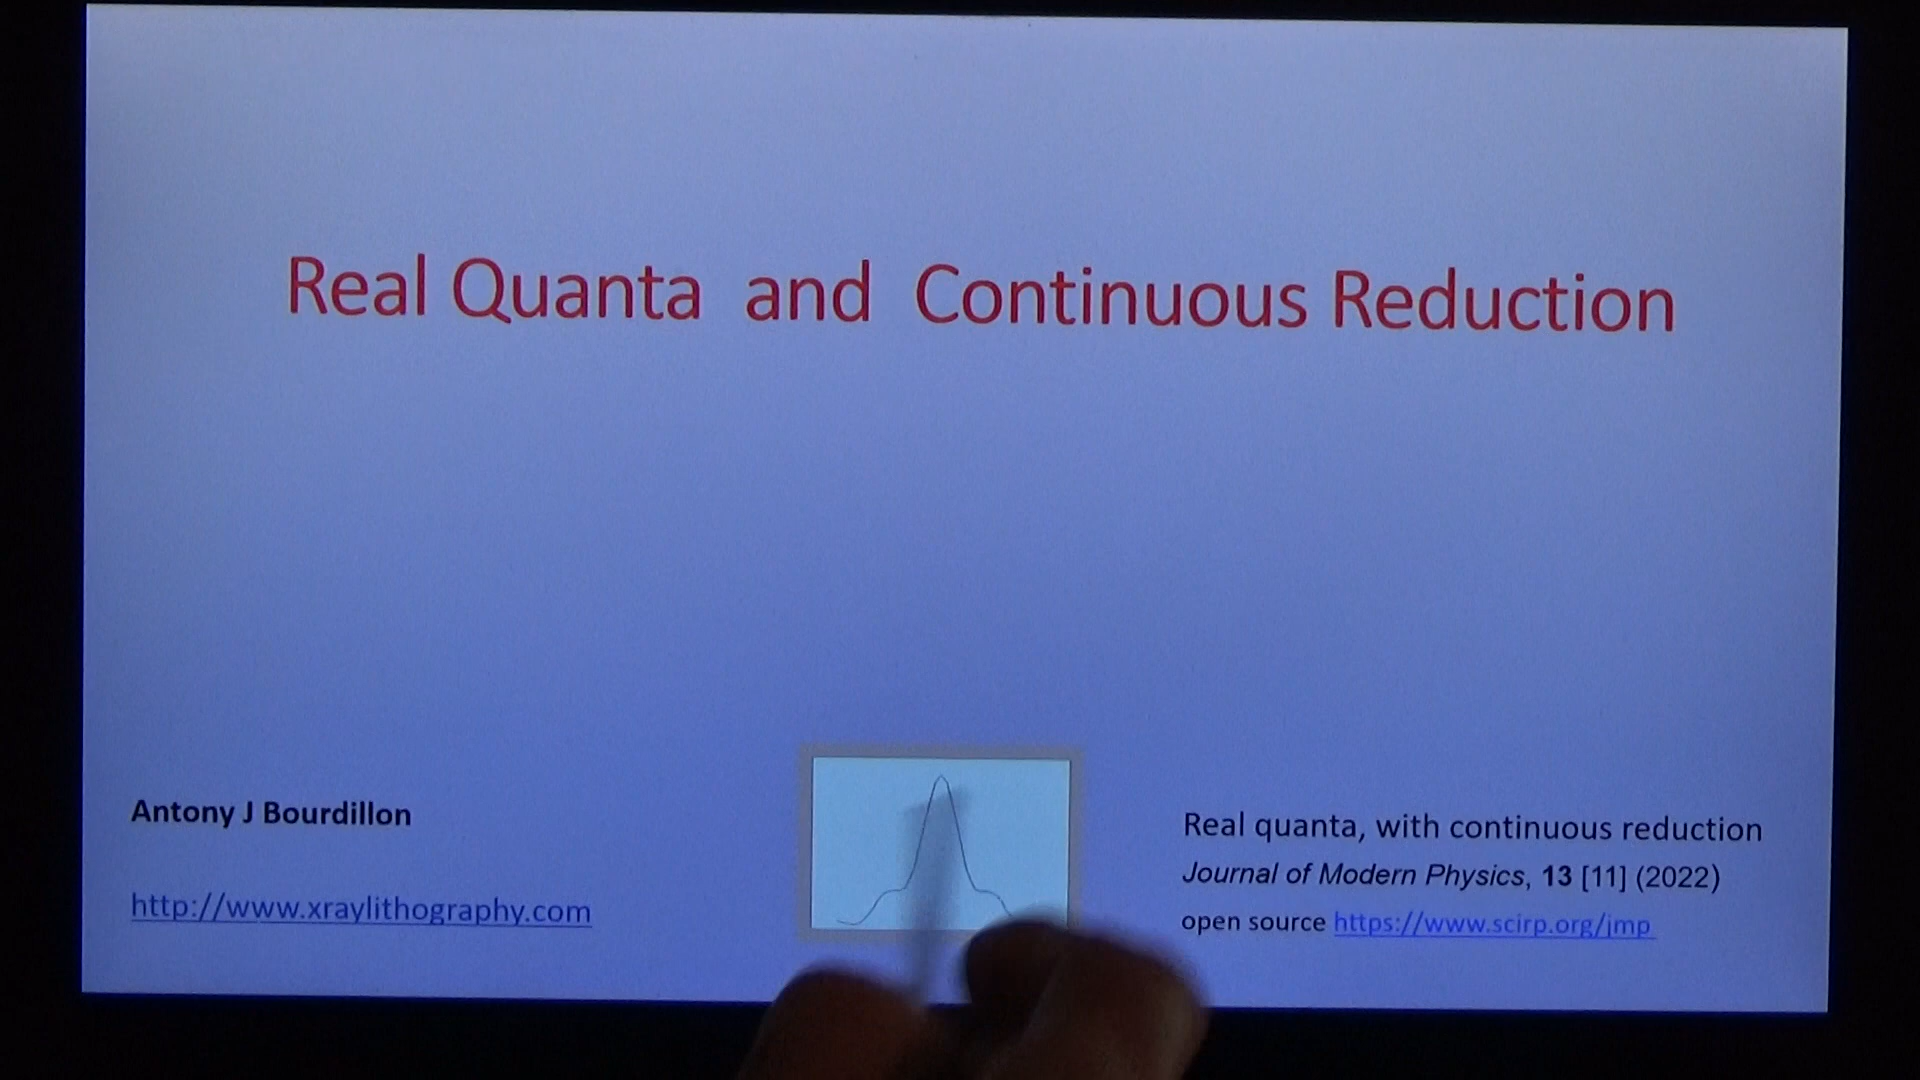 Real Quanta and Continuous Reduction
Antony J Bourdillon
http://www.xraylithography.com
Real quanta, with continuous reduction
Journal of Modern Physics, 13 [11] (2022)
open source https://www.scirp.org/jmp